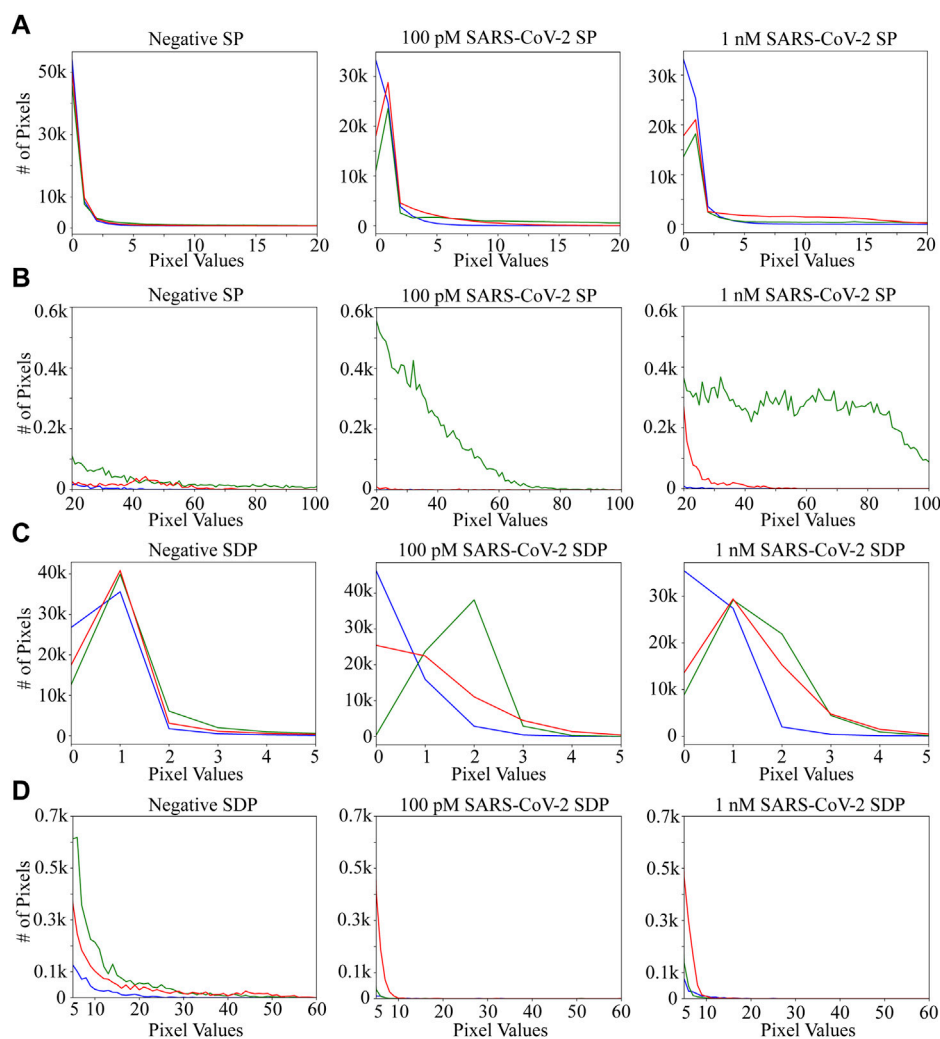 A
Negative SP
100 pM SARS-CoV-2 SP
1 nM SARS-CoV-2 SP
# of Pixels
50k
30k
10k
0
0 5 10 15 20
Pixel Values
30k
20k
10k
0
0 5 10 15 20
Pixel Values
30k
20k
10k
0
0 5 10 15 20
Pixel Values
B
Negative SP
100 pM SARS-CoV-2 SP
1 nM SARS-CoV-2 SP
# of Pixels
0.6k
0.4k
0.2k
0
20 40 60 80 100
Pixel Values
0.6k
0.4k
0.2k
0
20 40 60 80 100
Pixel Values
0.6k
0.4k
0.2k
0
20 40 60 80 100
Pixel Values
C
Negative SDP
100 pM SARS-CoV-2 SDP
1 nM SARS-CoV-2 SDP
# of Pixels
40k
30k
20k
10k
0
0 1 2 3 4 5
Pixel Values
40k
30k
20k
10k
0
0 1 2 3 4 5
Pixel Values
30k
20k
10k
0
0 1 2 3 4 5
Pixel Values
D
Negative SDP
100 pM SARS-CoV-2 SDP
1 nM SARS-CoV-2 SDP
# of Pixels
0.7k
0.5k
0.3k
0.1k
0
5 10 20 30 40 50 60
Pixel Values
0.7k
0.5k
0.3k
0.1k
0
5 10 20 30 40 50 60
Pixel Values
0.7k
0.5k
0.3k
0.1k
0
5 10 20 30 40 50 60
Pixel Values